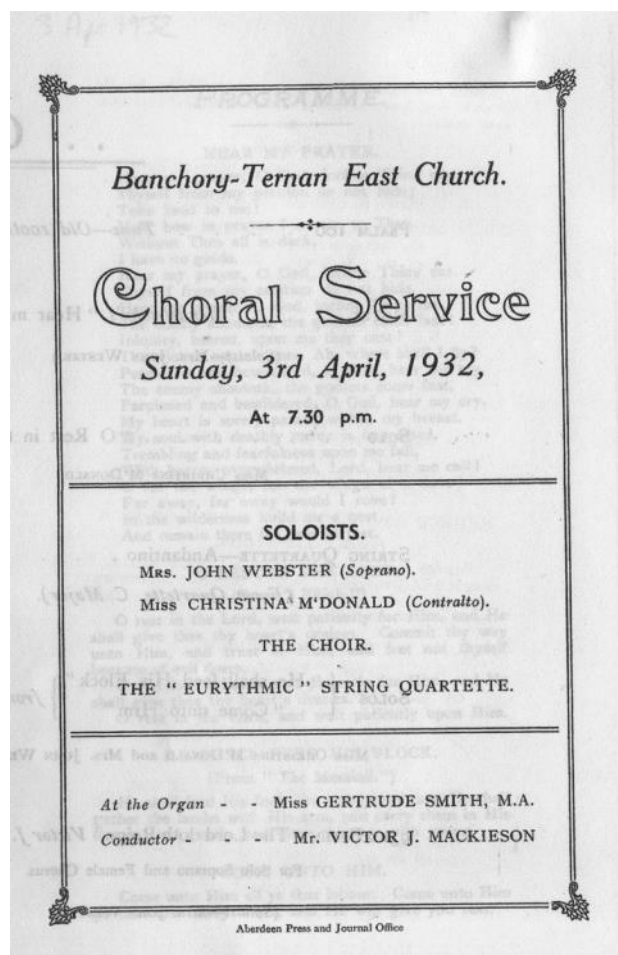 3 Apr 1932
Banchory-Ternan East Church.
Choral Service
Sunday, 3rd April, 1932,
At 7.30 p.m.
SOLOISTS.
Mrs. JOHN WEBSTER (Soprano).
Miss CHRISTINA M'DONALD (Contralto).
THE CHOIR.
THE " EURYTHMIC " STRING QUARTETTE.
At the Organ - - Miss GERTRUDE SMITH, M.A.
Conductor - - - Mr. VICTOR J. MACKIESON
Aberdeen Press and Journal Office